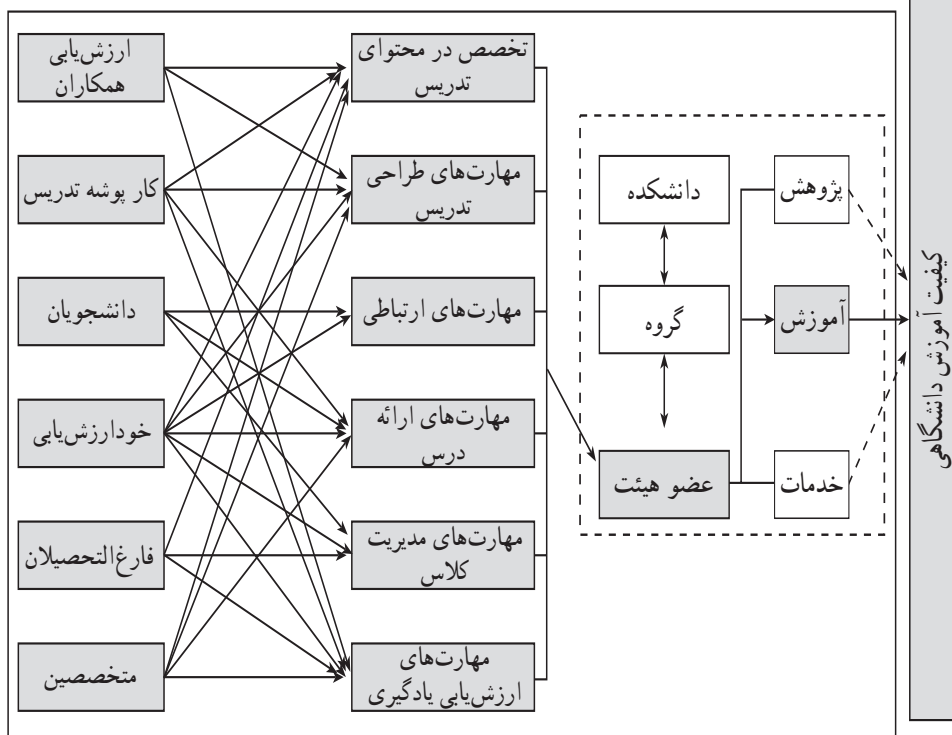 ارزش‌یابی
همکاران
کار پوشه تدریس
دانشجویان
خودارزش‌یابی
فارغ‌التحصیلان
متخصصین
تخصص در محتوای
تدریس
مهارت‌های طراحی
تدریس
مهارت‌های ارتباطی
مهارت‌های ارائه
درس
مهارت‌های مدیریت
کلاس
مهارت‌های
ارزش‌یابی یادگیری
دانشکده
گروه
عضو هیئت
پژوهش
آموزش
خدمات
کیفیت آموزش دانشگاهی